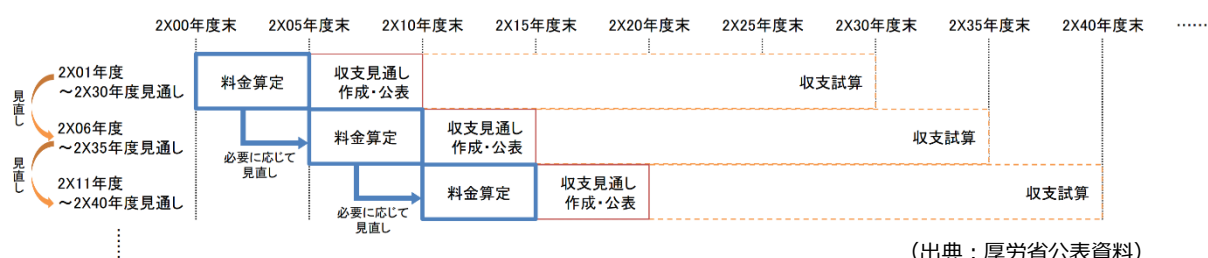 2X00年度末 2X05年度末 2X10年度末 2X15年度末 2X20年度末 2X25年度末 2X30年度末 2X35年度末 2X40年度末 ……
見直し
2X01年度
～2X30年度見通し
料金算定
収支見通し
作成・公表
収支試算
必要に応じて
見直し
見直し
2X06年度
～2X35年度見通し
料金算定
収支見通し
作成・公表
収支試算
必要に応じて
見直し
2X11年度
～2X40年度見通し
料金算定
収支見通し
作成・公表
収支試算
（出典：厚労省公表資料）